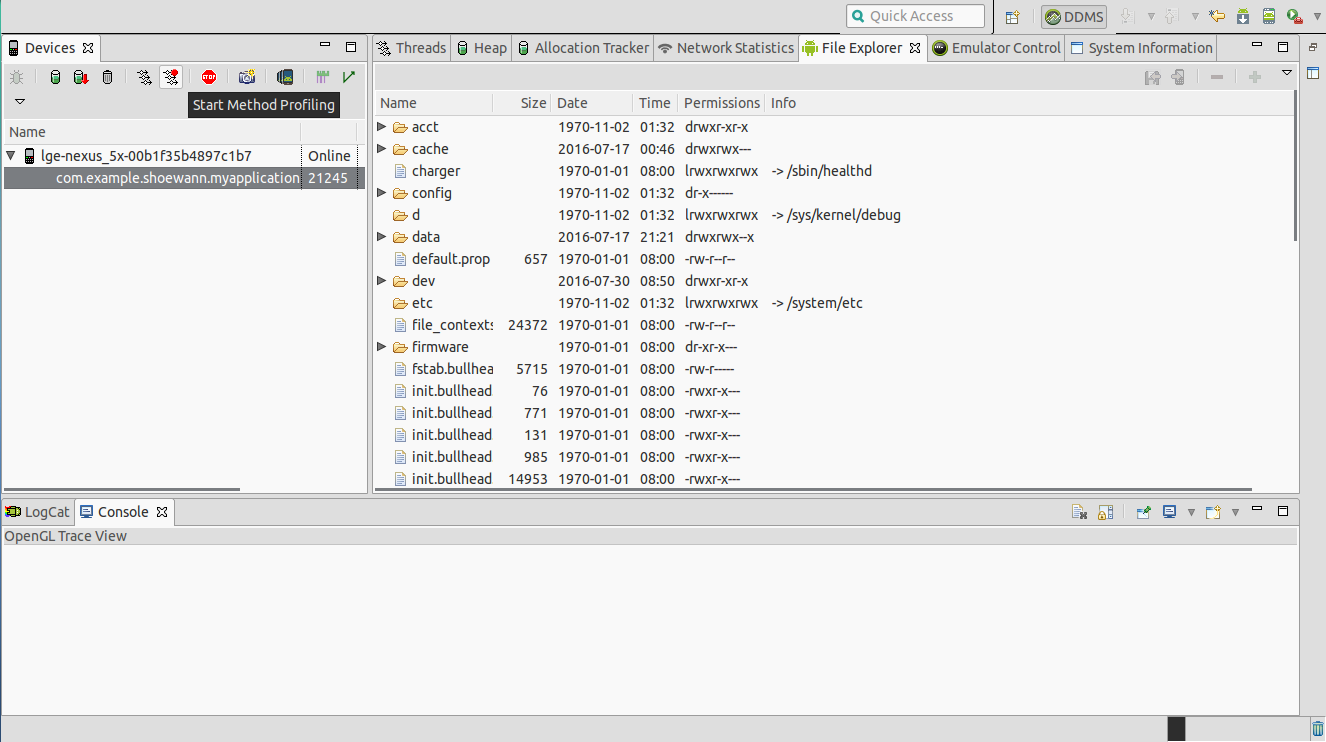 Quick Access
DDMS
Devices
Threads
Heap
Allocation Tracker
Network Statistics
File Explorer
Emulator Control
System Information
STOP
Start Method Profiling
Name
lge-nexus_5x-00b1f35b4897c1b7 Online
com.example.shoewann.myapplication 21245
Name Size Date Time Permissions Info
acct 1970-11-02 01:32 drwxr-xr-x
cache 2016-07-17 00:46 drwxrwx---
charger 1970-01-01 08:00 lrwxrwxrwx -> /sbin/healthd
config 1970-11-02 01:32 dr-x------
d 1970-11-02 01:32 lrwxrwxrwx -> /sys/kernel/debug
data 2016-07-17 21:21 drwxrwx--x
default.prop 657 1970-01-01 08:00 -rw-r--r--
dev 2016-07-30 08:50 drwxr-xr-x
etc 1970-11-02 01:32 lrwxrwxrwx -> /system/etc
file_contexts 24372 1970-01-01 08:00 -rw-r--r--
firmware 1970-01-01 08:00 dr-xr-x---
fstab.bullhea 5715 1970-01-01 08:00 -rw-r-----
init.bullhead 76 1970-01-01 08:00 -rwxr-x---
init.bullhead 771 1970-01-01 08:00 -rwxr-x---
init.bullhead 131 1970-01-01 08:00 -rwxr-x---
init.bullhead 985 1970-01-01 08:00 -rwxr-x---
init.bullhead 14953 1970-01-01 08:00 -rwxr-x---
LogCat
Console
OpenGL Trace View